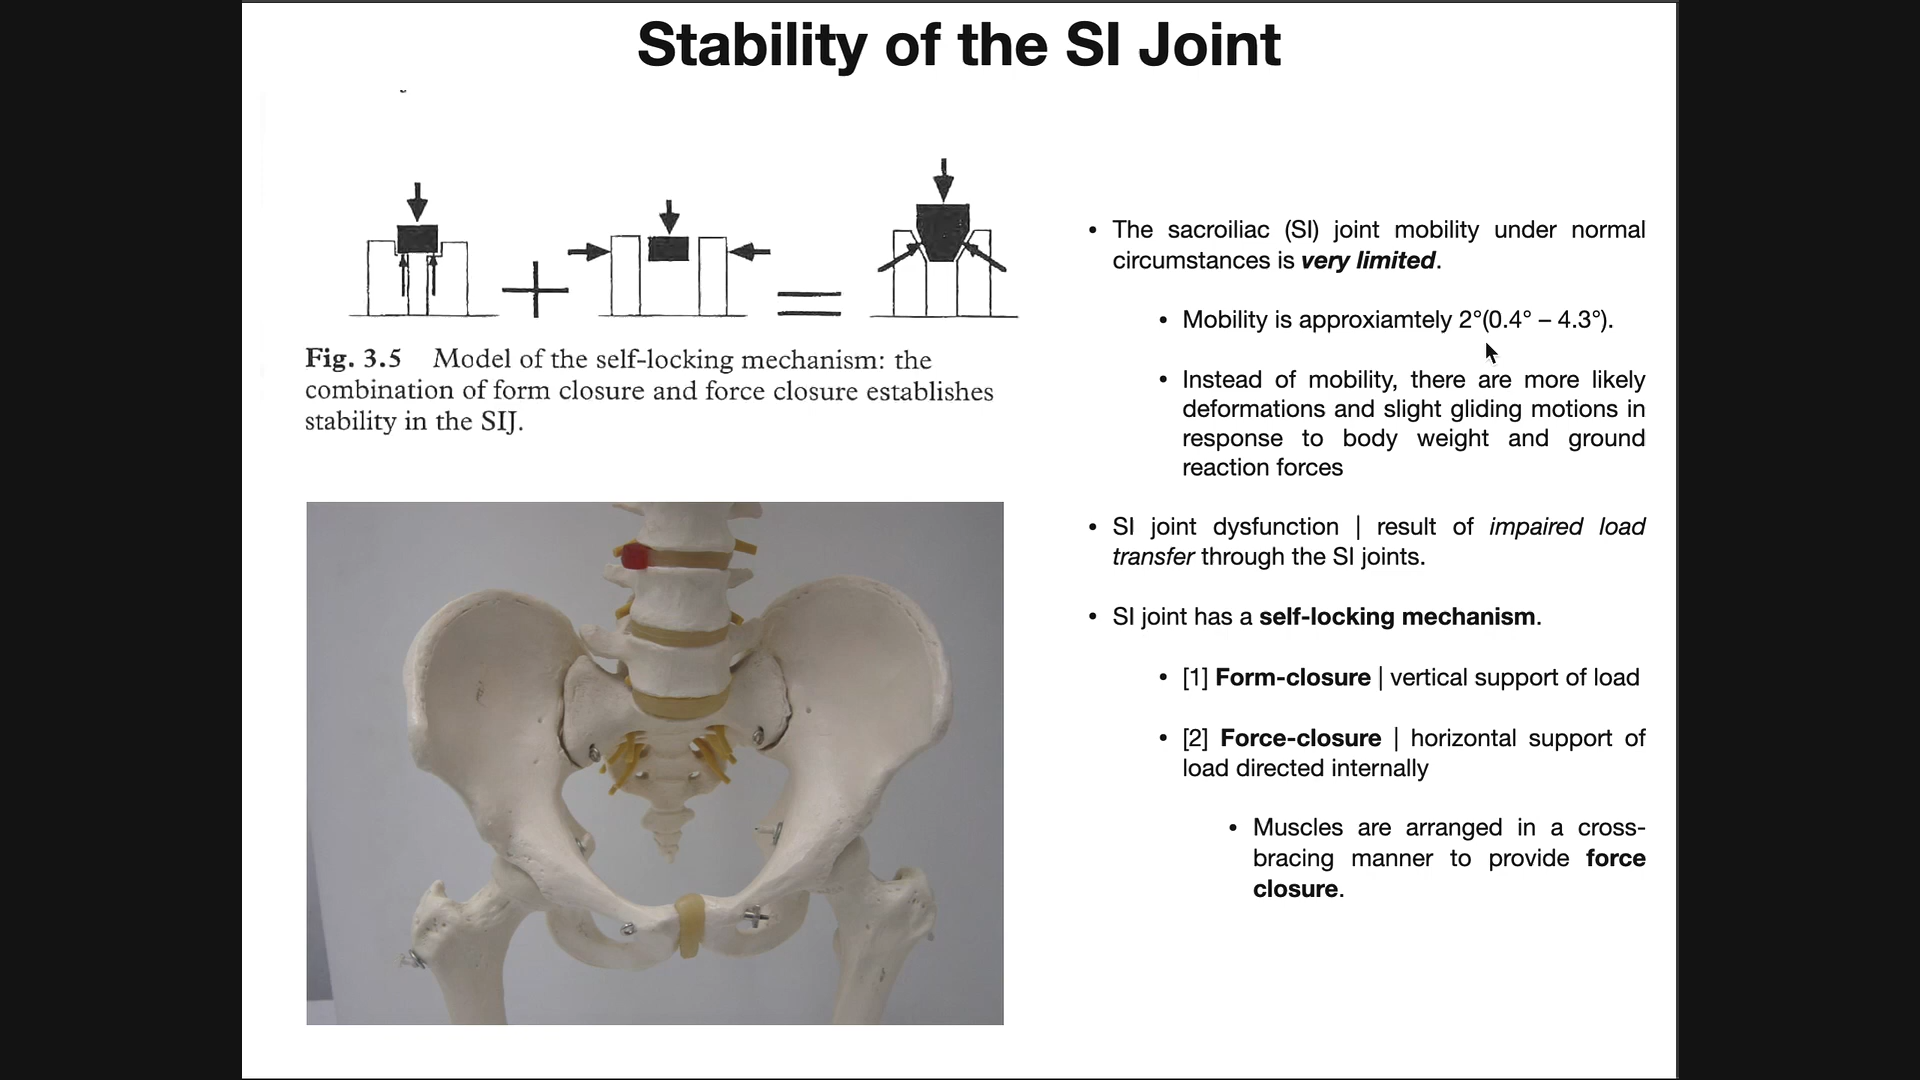 Stability of the SI Joint
Fig. 3.5 Model of the self-locking mechanism: the
combination of form closure and force closure establishes
stability in the SIJ.
• The sacroiliac (SI) joint mobility under normal
circumstances is very limited.
• Mobility is approxiamtely 2°(0.4° – 4.3°).
• Instead of mobility, there are more likely
deformations and slight gliding motions in
response to body weight and ground
reaction forces
• SI joint dysfunction | result of impaired load
transfer through the SI joints.
• SI joint has a self-locking mechanism.
• [1] Form-closure | vertical support of load
• [2] Force-closure | horizontal support of
load directed internally
• Muscles are arranged in a cross-
bracing manner to provide force
closure.